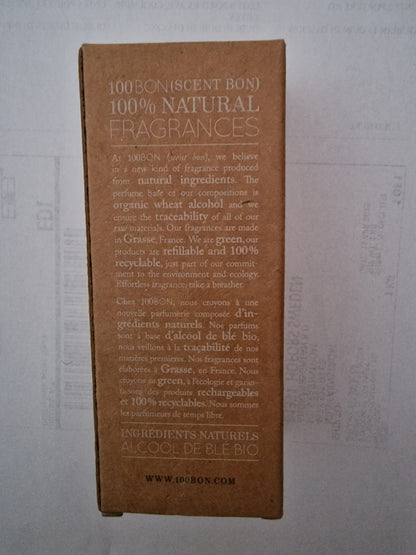 100BON (SCENT BON)
100% NATURAL
FRAGRANCES
At 100BON (scent bon), we believe
in a new kind of fragrance produced
from natural ingredients. The
perfume base of our compositions is
organic wheat alcohol and we
ensure the traceability of all of our
raw materials. Our fragrances are made
in Grasse, France. We are green, our
products are refillable and 100%
recyclable, just part of our commit-
ment to the environment and ecology.
Effortless fragrance; take a breather.
Chez 100BON, nous croyons à une
nouvelle parfumerie composée d'in-
grédients naturels. Nos parfums
sont à base d'alcool de blé bio,
nous veillons à la traçabilité de nos
matières premières. Nos fragrances sont
élaborées à Grasse, en France. Nous
croyons au green, à l'écologie et garan-
tissons des produits rechargeables
et 100% recyclables. Nous sommes
les parfumeurs de temps libre.
INGRÉDIENTS NATURELS
ALCOOL DE BLÉ BIO
WWW.100BON.COM